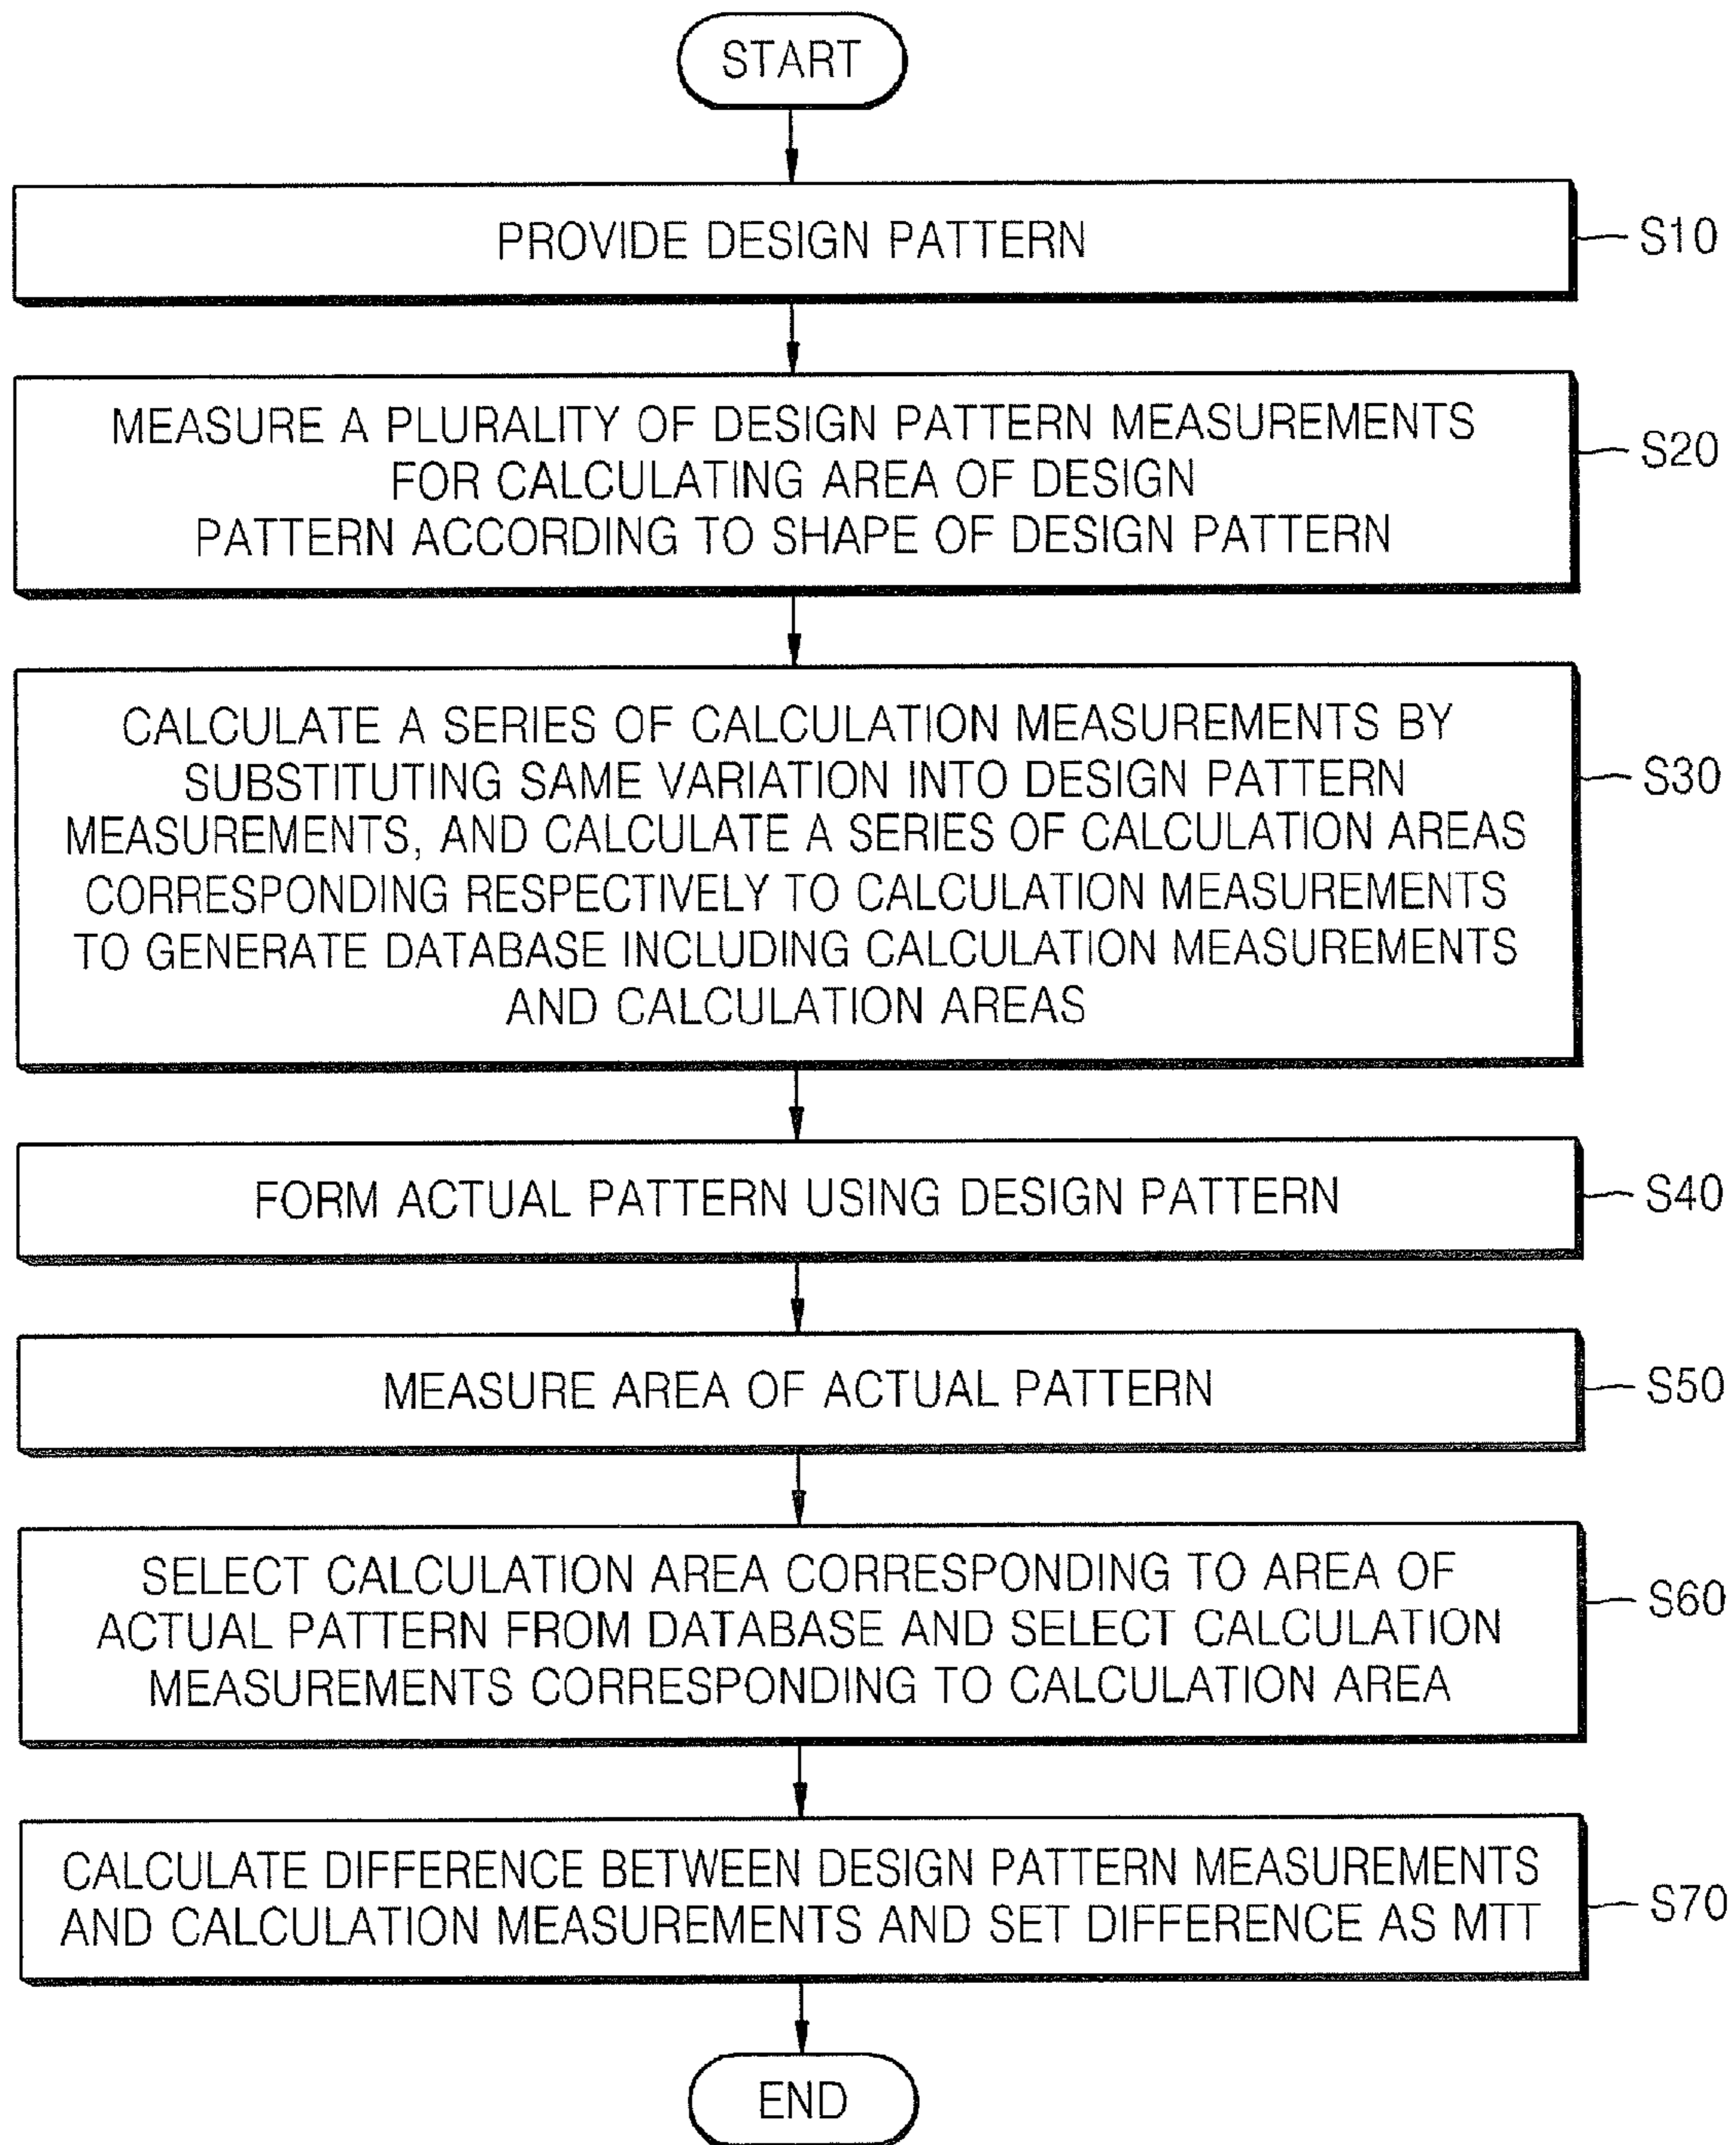 START
PROVIDE DESIGN PATTERN
S10
MEASURE A PLURALITY OF DESIGN PATTERN MEASUREMENTS
FOR CALCULATING AREA OF DESIGN
PATTERN ACCORDING TO SHAPE OF DESIGN PATTERN
S20
CALCULATE A SERIES OF CALCULATION MEASUREMENTS BY
SUBSTITUTING SAME VARIATION INTO DESIGN PATTERN
MEASUREMENTS, AND CALCULATE A SERIES OF CALCULATION AREAS
CORRESPONDING RESPECTIVELY TO CALCULATION MEASUREMENTS
TO GENERATE DATABASE INCLUDING CALCULATION MEASUREMENTS
AND CALCULATION AREAS
S30
FORM ACTUAL PATTERN USING DESIGN PATTERN
S40
MEASURE AREA OF ACTUAL PATTERN
S50
SELECT CALCULATION AREA CORRESPONDING TO AREA OF
ACTUAL PATTERN FROM DATABASE AND SELECT CALCULATION
MEASUREMENTS CORRESPONDING TO CALCULATION AREA
S60
CALCULATE DIFFERENCE BETWEEN DESIGN PATTERN MEASUREMENTS
AND CALCULATION MEASUREMENTS AND SET DIFFERENCE AS MTT
S70
END